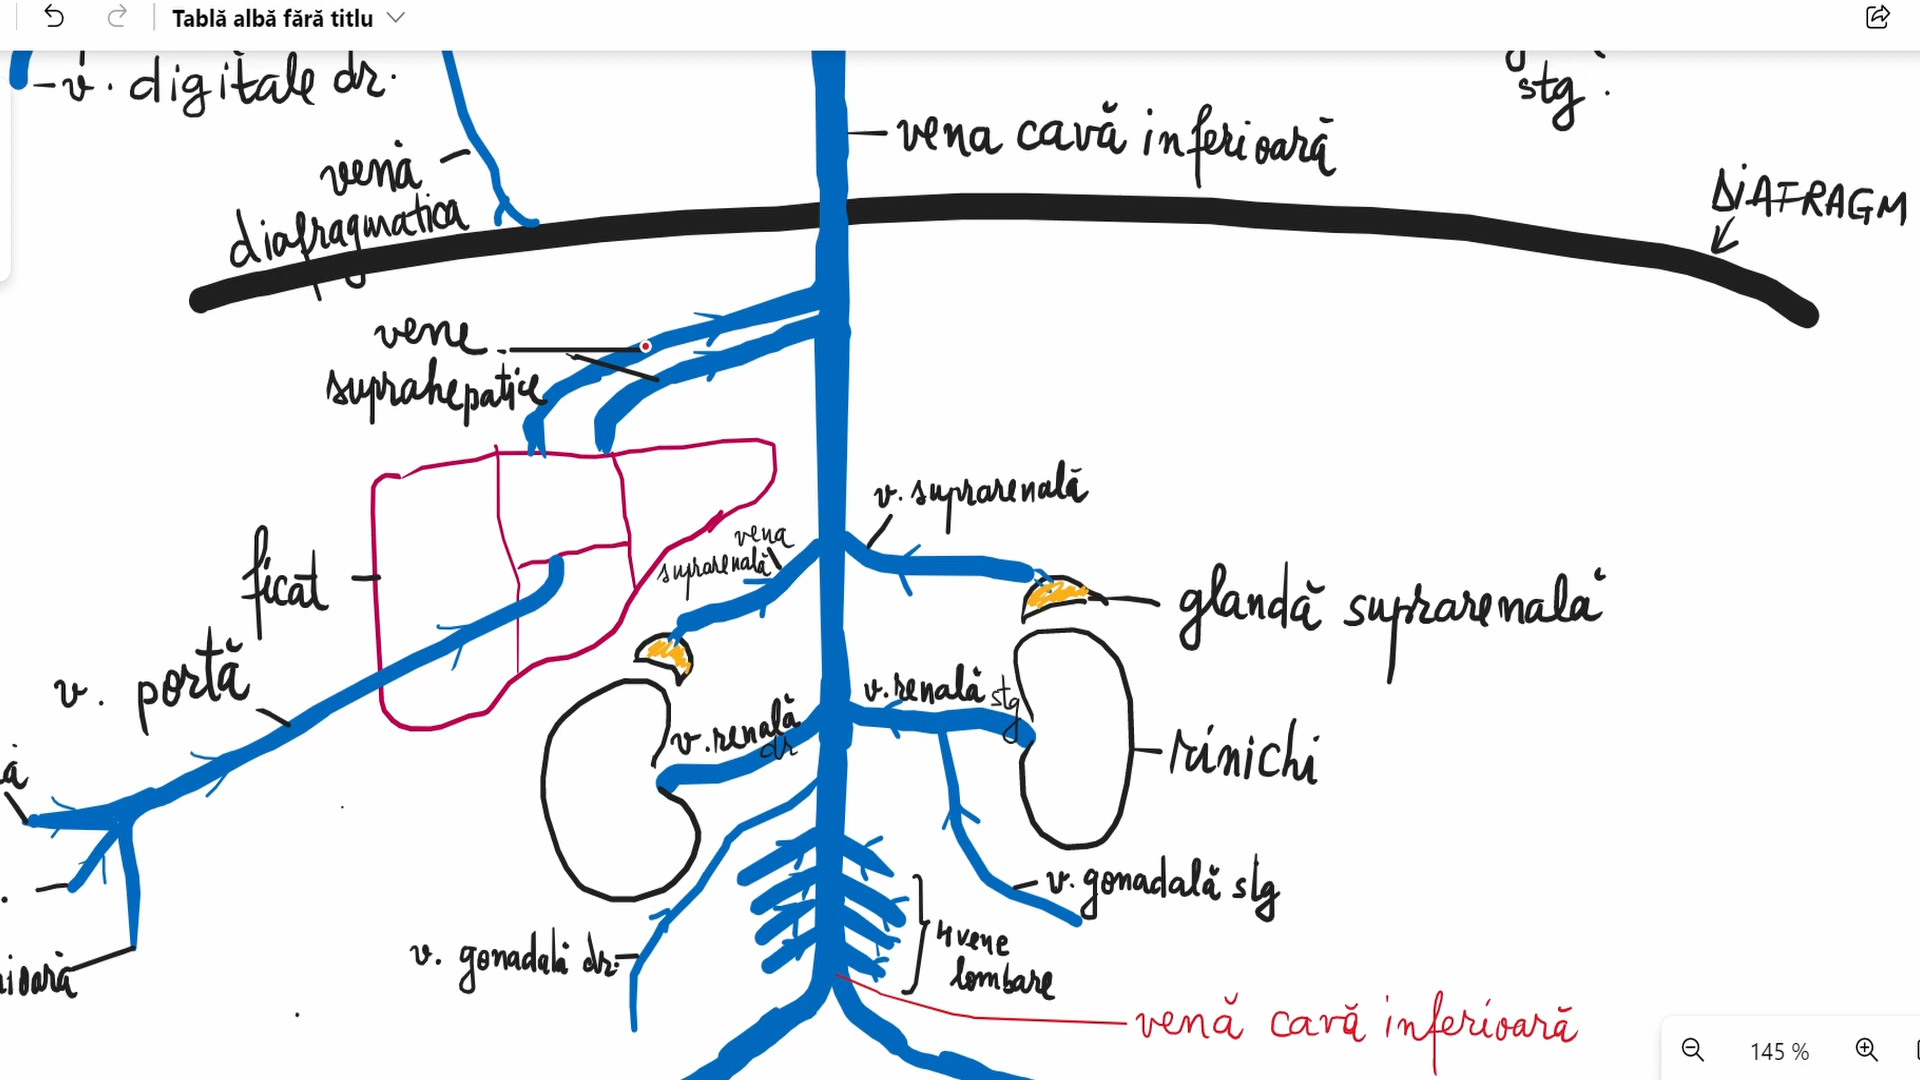 Tablă albă fără titlu
v. digitale dr.
stg.
vena cavă inferioară
venă
diafragmatica
DIAFRAGM
vene
suprahepatice
v. suprarenală
vena
suprarenală
ficat
glandă suprarenală
v. portă
v. renală stg
v. renală
dr
rinichi
v. gonadală stg
v. gonadală dr.
4 vene
lombare
venă cavă inferioară
145 %